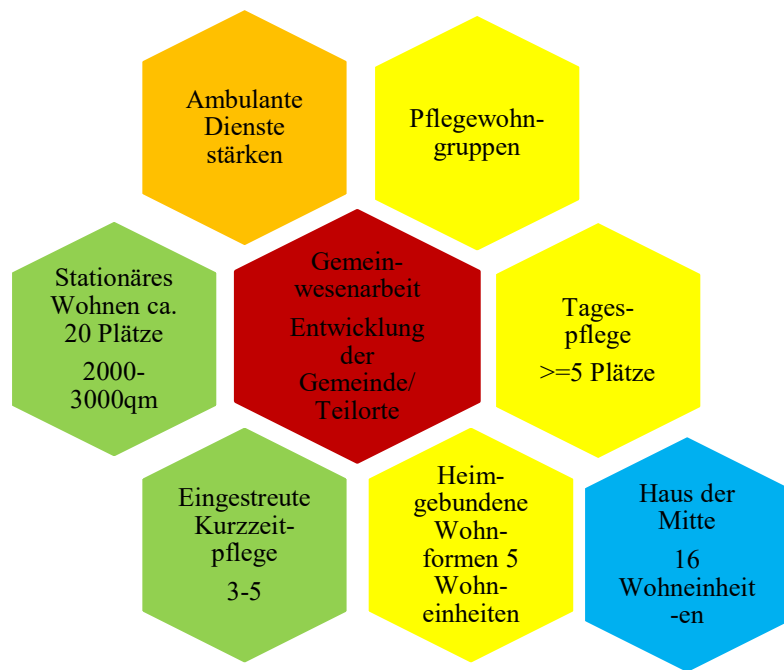 Ambulante
Dienste
stärken
Pflegewohn-
gruppen
Stationäres
Wohnen ca.
20 Plätze
2000-
3000qm
Gemein-
wesenarbeit
Entwicklung
der
Gemeinde/
Teilorte
Tages-
pflege
>=5 Plätze
Eingestreute
Kurzzeit-
pflege
3-5
Heim-
gebundene
Wohn-
formen 5
Wohn-
einheiten
Haus der
Mitte
16
Wohneinheit
-en